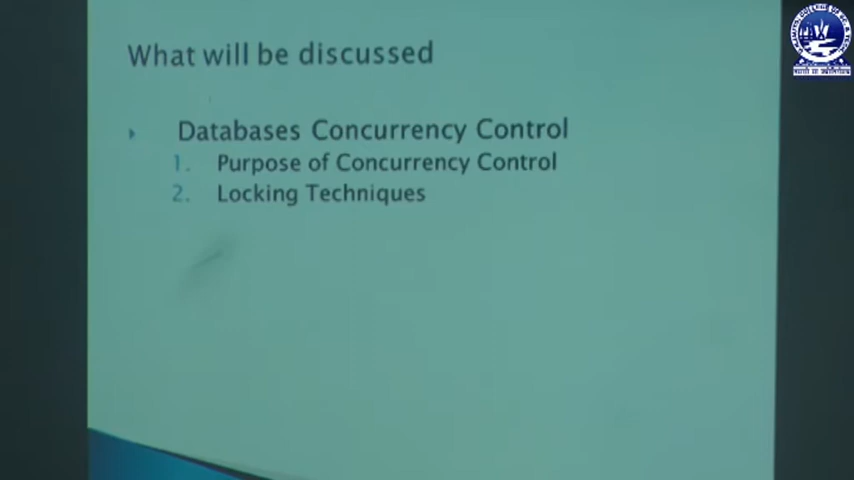 What will be discussed
Databases Concurrency Control
1. Purpose of Concurrency Control
2. Locking Techniques